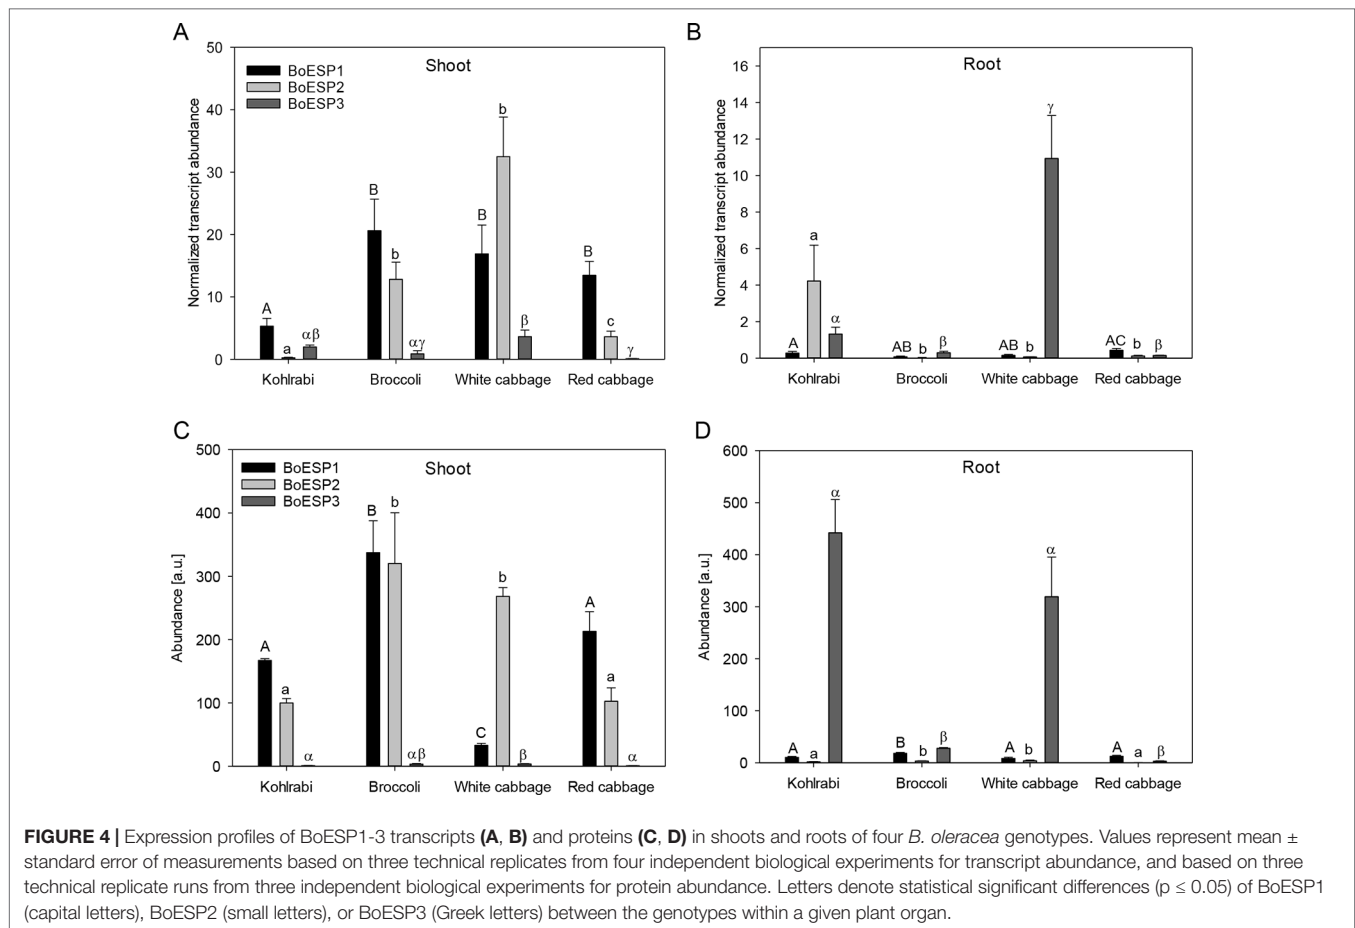 A
Shoot
BoESP1
BoESP2
BoESP3
Normalized transcript abundance
50
40
30
20
10
0
A
a
αβ
B
b
αγ
B
b
β
B
c
γ
Kohlrabi
Broccoli
White cabbage
Red cabbage
B
Root
Normalized transcript abundance
16
14
12
10
8
6
4
2
0
A
a
α
AB
b
β
AB
b
γ
AC
b
β
Kohlrabi
Broccoli
White cabbage
Red cabbage
C
Shoot
BoESP1
BoESP2
BoESP3
Abundance [a.u.]
500
400
300
200
100
0
A
a
α
B
b
αβ
C
b
β
A
a
α
Kohlrabi
Broccoli
White cabbage
Red cabbage
D
Root
Abundance [a.u.]
600
500
400
300
200
100
0
A
a
α
B
b
β
A
b
α
A
a
β
Kohlrabi
Broccoli
White cabbage
Red cabbage
FIGURE 4 | Expression profiles of BoESP1-3 transcripts (A, B) and proteins (C, D) in shoots and roots of four B. oleracea genotypes. Values represent mean ±
standard error of measurements based on three technical replicates from four independent biological experiments for transcript abundance, and based on three
technical replicate runs from three independent biological experiments for protein abundance. Letters denote statistical significant differences (p ≤ 0.05) of BoESP1
(capital letters), BoESP2 (small letters), or BoESP3 (Greek letters) between the genotypes within a given plant organ.